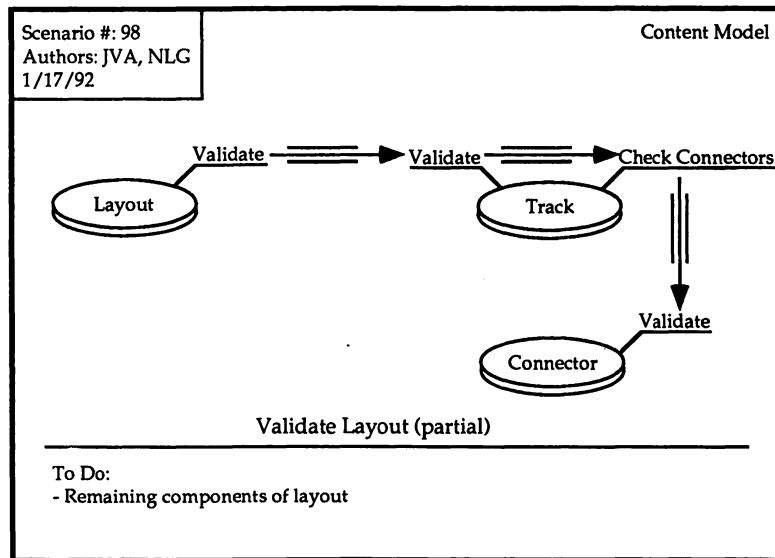 Scenario #: 98
Authors: JVA, NLG
1/17/92
Content Model
Validate
Validate
Check Connectors
Layout
Track
Validate
Connector
Validate Layout (partial)
To Do:
- Remaining components of layout